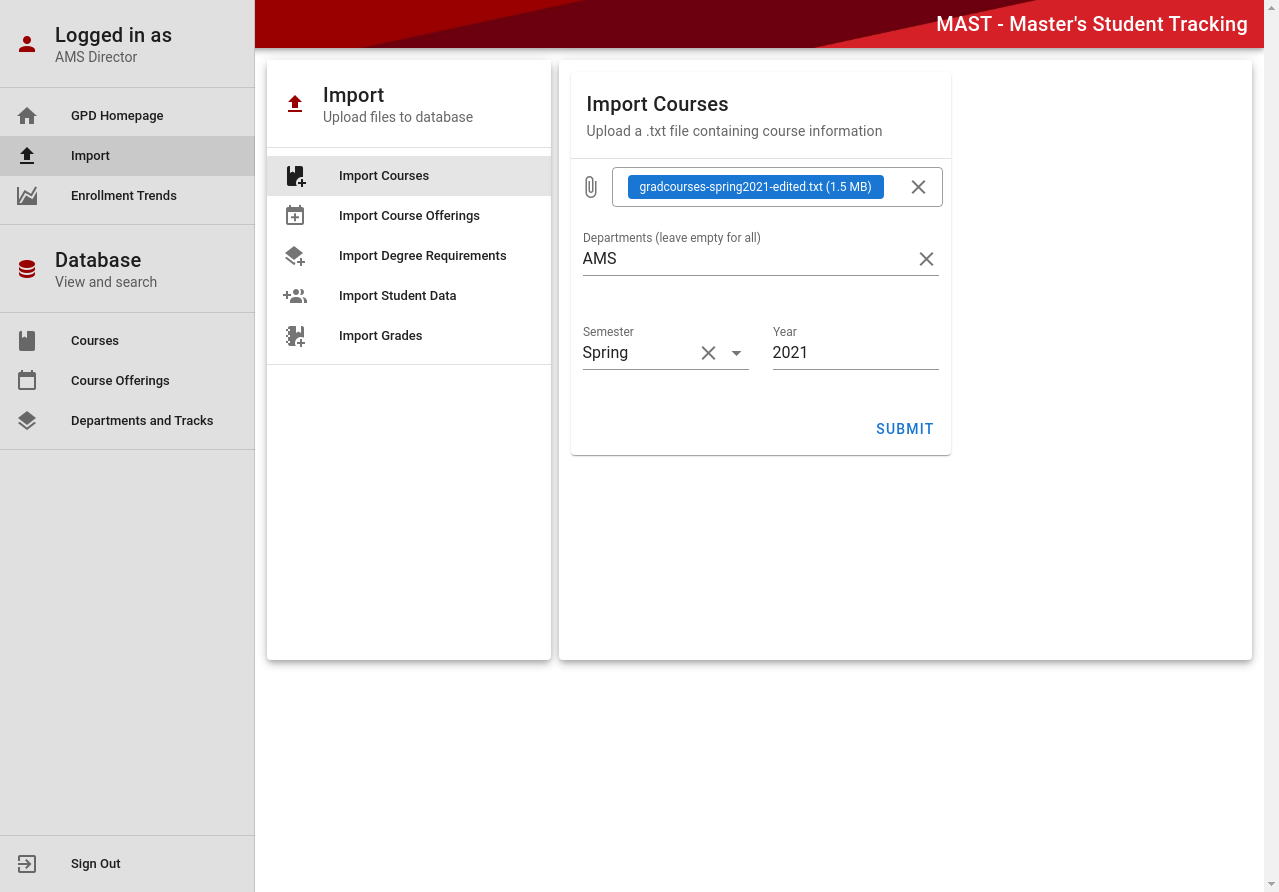 Logged in as
AMS Director
GPD Homepage
Import
Enrollment Trends
Database
View and search
Courses
Course Offerings
Departments and Tracks
Sign Out
MAST - Master's Student Tracking
Import
Upload files to database
Import Courses
Import Course Offerings
Import Degree Requirements
Import Student Data
Import Grades
Import Courses
Upload a .txt file containing course information
gradcourses-spring2021-edited.txt (1.5 MB)
Departments (leave empty for all)
AMS
Semester
Spring
Year
2021
SUBMIT